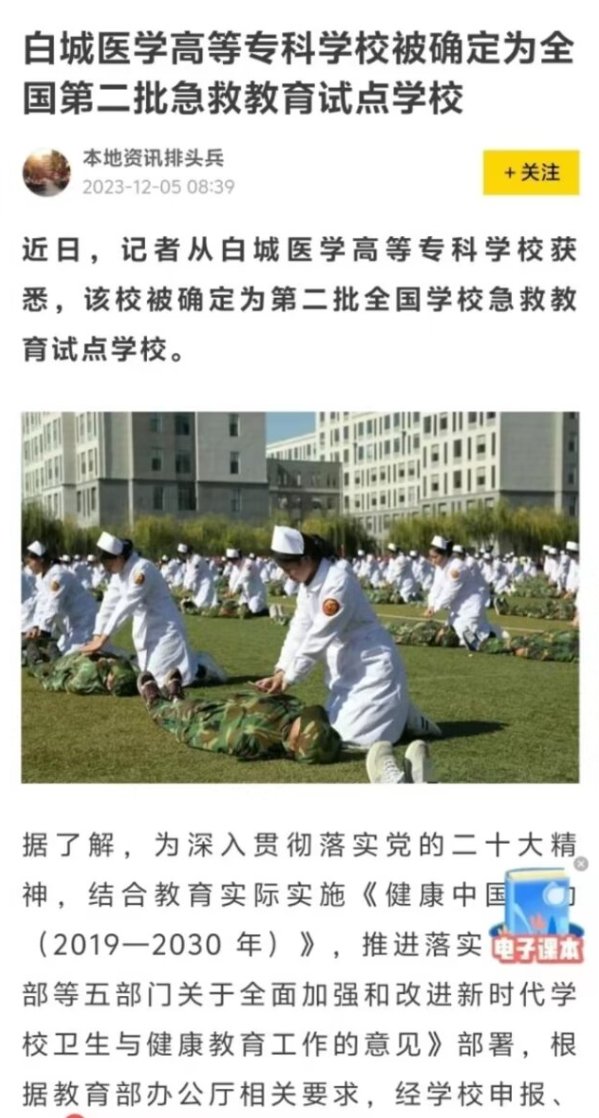 白城医学高等专科学校被确定为全
国第二批急救教育试点学校
本地资讯排头兵
2023-12-05 08:39
+关注
近日，记者从白城医学高等专科学校获
悉，该校被确定为第二批全国学校急救教
育试点学校。
据了解，为深入贯彻落实党的二十大精
神，结合教育实际实施《健康中国
（2019—2030 年）》，推进落实
电子课本
部等五部门关于全面加强和改进新时代学
校卫生与健康教育工作的意见》部署，根
据教育部办公厅相关要求，经学校申报、